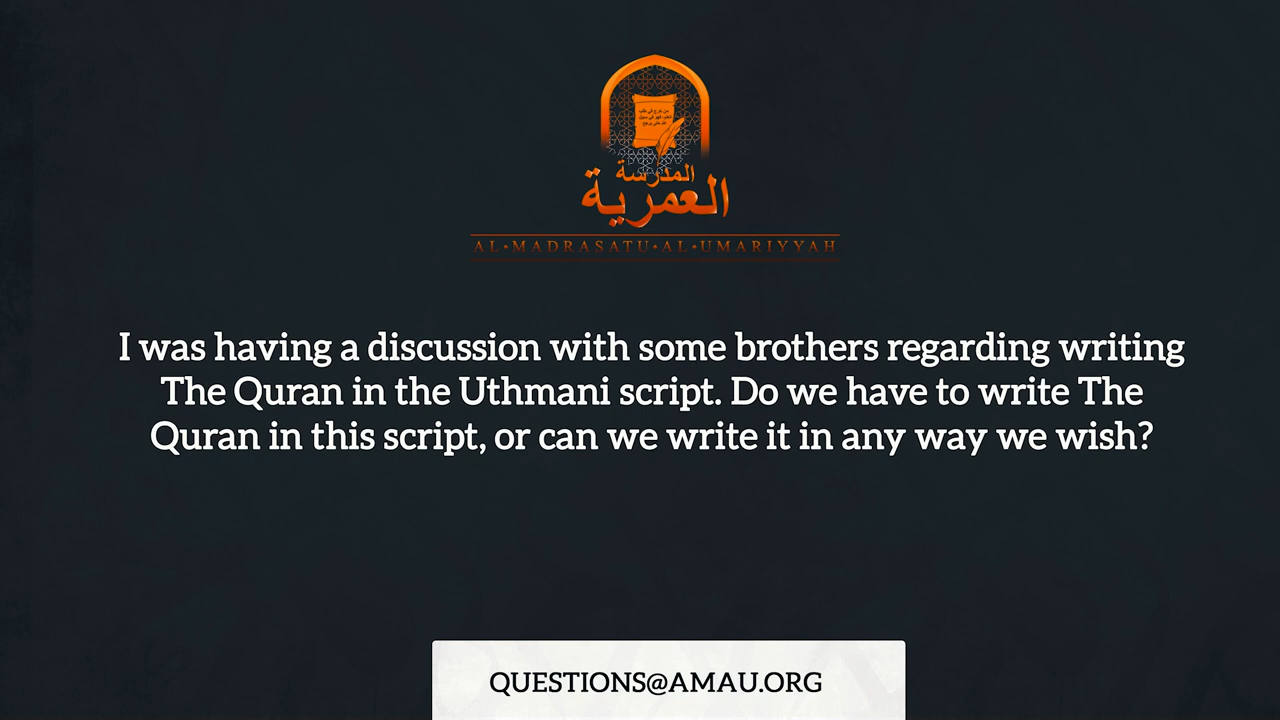 المدرسة
العمرية
AL•MADRASATU•AL•UMARIYYAH
I was having a discussion with some brothers regarding writing
The Quran in the Uthmani script. Do we have to write The
Quran in this script, or can we write it in any way we wish?
QUESTIONS@AMAU.ORG